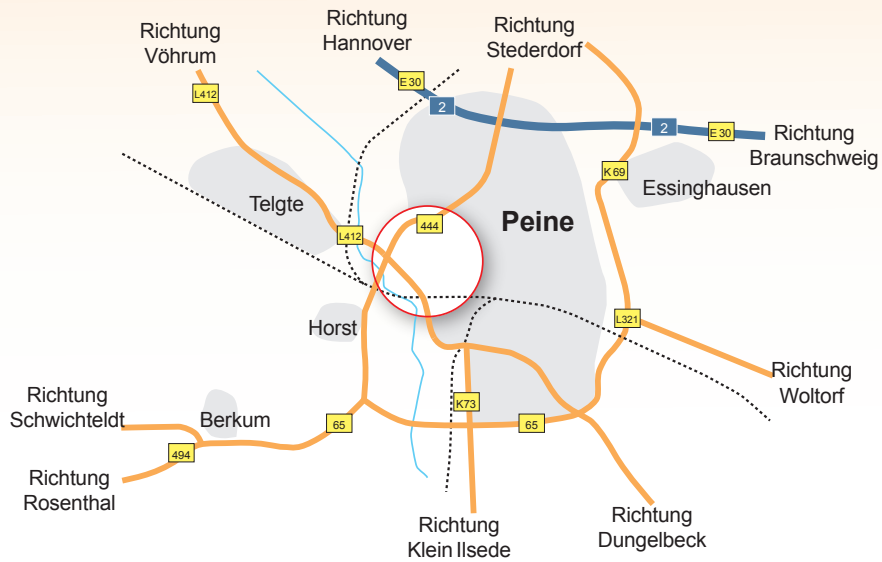 Richtung
Vöhrum
Richtung
Hannover
Richtung
Stederdorf
E 30
L412
2
2
E 30
Richtung
Braunschweig
K 69
Essinghausen
Telgte
444
Peine
L412
Horst
L321
Richtung
Woltorf
Richtung
Schwichteldt
Berkum
K73
65
65
494
Richtung
Rosenthal
Richtung
Klein Ilsede
Richtung
Dungelbeck